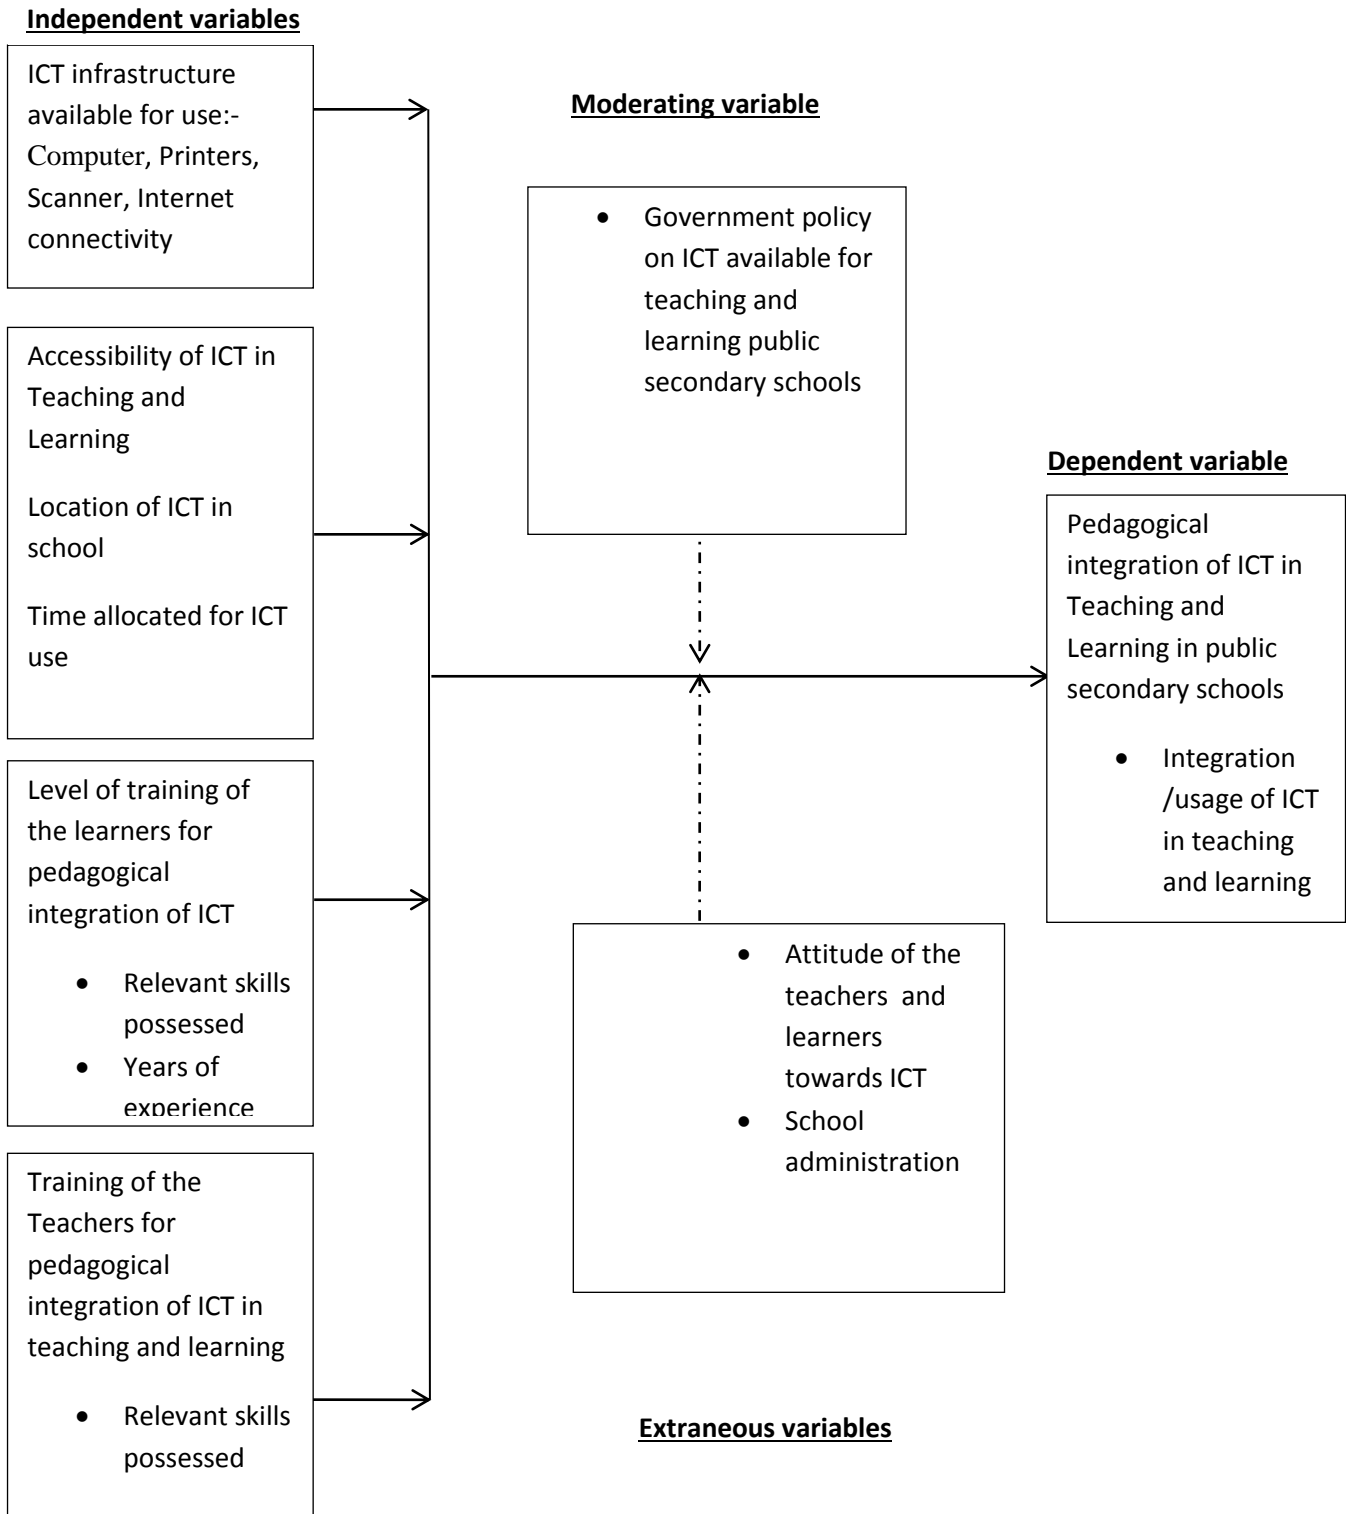 Independent variables
ICT infrastructure
available for use:-
Computer, Printers,
Scanner, Internet
connectivity
Accessibility of ICT in
Teaching and
Learning
Location of ICT in
school
Time allocated for ICT
use
Level of training of
the learners for
pedagogical
integration of ICT
• Relevant skills
possessed
• Years of
experience
Training of the
Teachers for
pedagogical
integration of ICT in
teaching and learning
• Relevant skills
possessed
Moderating variable
• Government policy
on ICT available for
teaching and
learning public
secondary schools
• Attitude of the
teachers and
learners
towards ICT
• School
administration
Extraneous variables
Dependent variable
Pedagogical
integration of ICT in
Teaching and
Learning in public
secondary schools
• Integration
/usage of ICT
in teaching
and learning